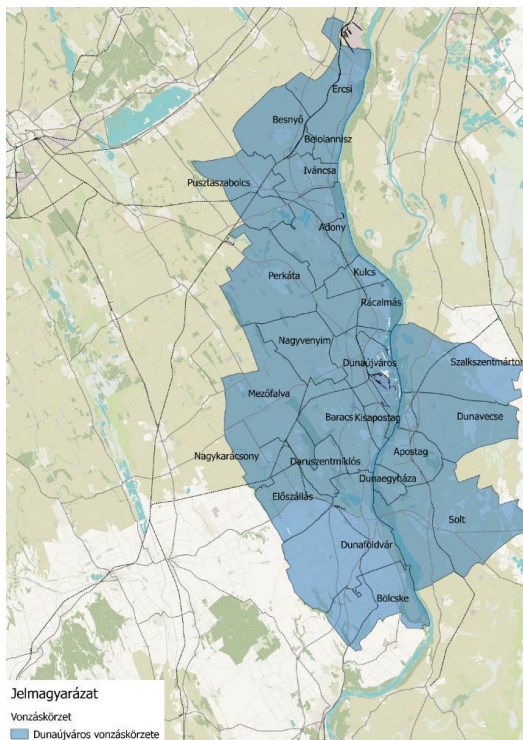 Ercsi
Besnyő
Beloiannisz
Iváncsa
Pusztaszabolcs
Adony
Perkáta
Kulcs
Rácalmás
Nagyvenyim
Dunaújváros
Szalkszentmárton
Mezőfalva
Baracs
Kisapostag
Dunavecse
Nagykarácsony
Daruszentmiklós
Apostag
Dunaegyháza
Előszállás
Solt
Dunaföldvár
Bölcske
Jelmagyarázat
Vonzáskörzet
Dunaújváros vonzáskörzete